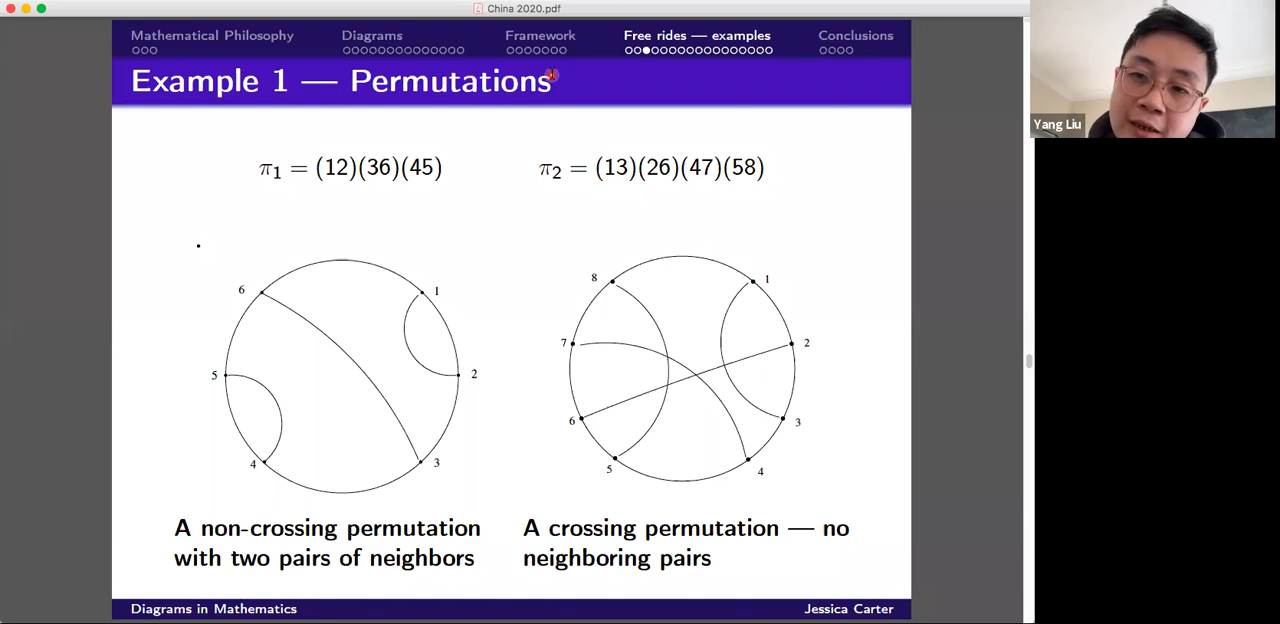 China 2020.pdf
Mathematical Philosophy Diagrams Framework Free rides — examples Conclusions
Example 1 — Permutations
Yang Liu
π1 = (12)(36)(45) π2 = (13)(26)(47)(58)
6 1 5 2 4 3
8 1 7 2 6 3 5 4
A non-crossing permutation
with two pairs of neighbors
A crossing permutation — no
neighboring pairs
Diagrams in Mathematics Jessica Carter